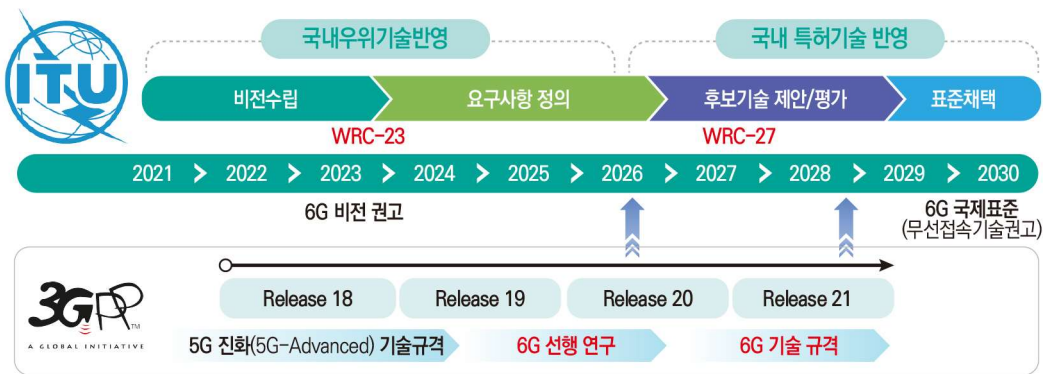 국내우위기술반영
국내 특허기술 반영
ITU
비전수립
요구사항 정의
후보기술 제안/평가
표준채택
WRC-23
WRC-27
2021 > 2022 > 2023 > 2024 > 2025 > 2026 > 2027 > 2028 > 2029 > 2030
6G 비전 권고
6G 국제표준
(무선접속기술권고)
3GPP™
A GLOBAL INITIATIVE
Release 18
Release 19
Release 20
Release 21
5G 진화(5G-Advanced) 기술규격
6G 선행 연구
6G 기술 규격